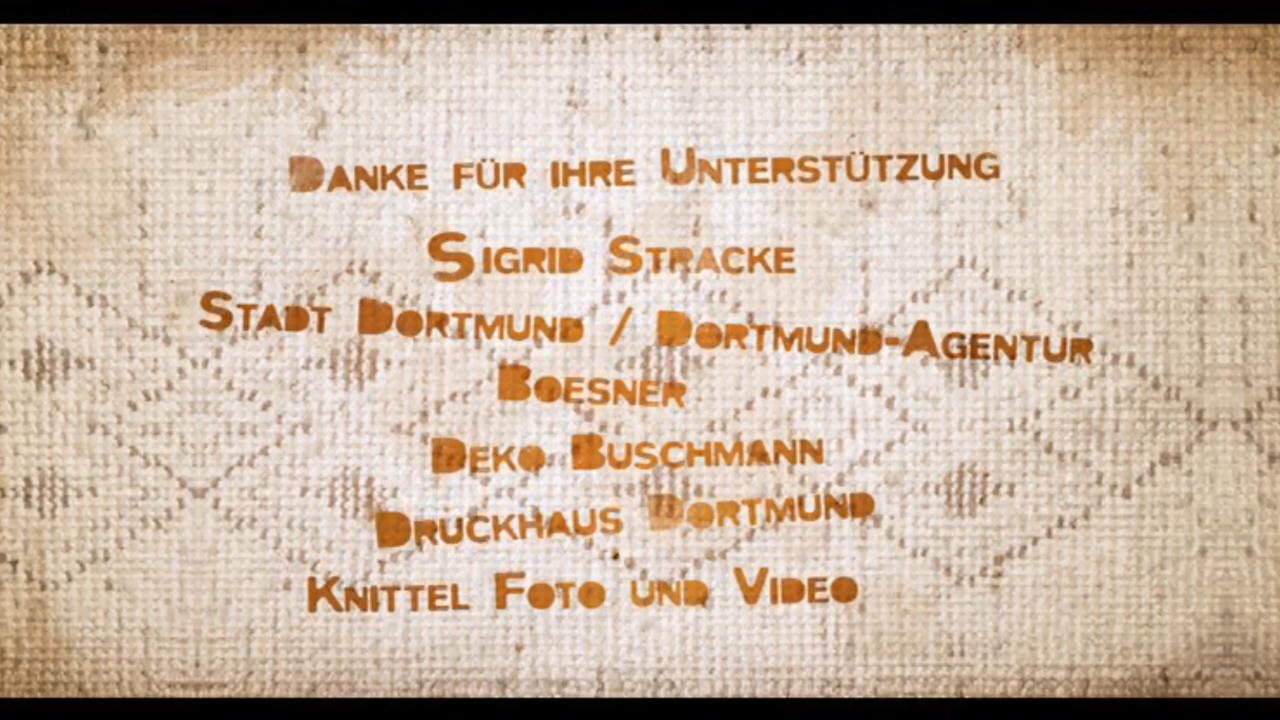 Danke für ihre Unterstützung
Sigrid Stracke
Stadt Dortmund / Dortmund-Agentur
Boesner
Deko Buschmann
Druckhaus Dortmund
Knittel Foto und Video